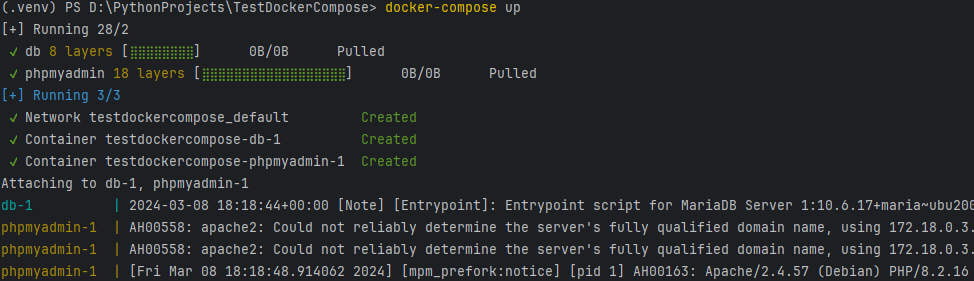 (.venv) PS D:\PythonProjects\TestDockerCompose> docker-compose up
[+] Running 28/2
✓ db 8 layers [⣿⣿⣿⣿⣿⣿⣿⣿] 0B/0B Pulled
✓ phpmyadmin 18 layers [⣿⣿⣿⣿⣿⣿⣿⣿⣿⣿⣿⣿⣿⣿⣿⣿⣿⣿] 0B/0B Pulled
[+] Running 3/3
✓ Network testdockercompose_default Created
✓ Container testdockercompose-db-1 Created
✓ Container testdockercompose-phpmyadmin-1 Created
Attaching to db-1, phpmyadmin-1
db-1 | 2024-03-08 18:18:44+00:00 [Note] [Entrypoint]: Entrypoint script for MariaDB Server 1:10.6.17+maria~ubu200
phpmyadmin-1 | AH00558: apache2: Could not reliably determine the server's fully qualified domain name, using 172.18.0.3.
phpmyadmin-1 | AH00558: apache2: Could not reliably determine the server's fully qualified domain name, using 172.18.0.3.
phpmyadmin-1 | [Fri Mar 08 18:18:48.914062 2024] [mpm_prefork:notice] [pid 1] AH00163: Apache/2.4.57 (Debian) PHP/8.2.16